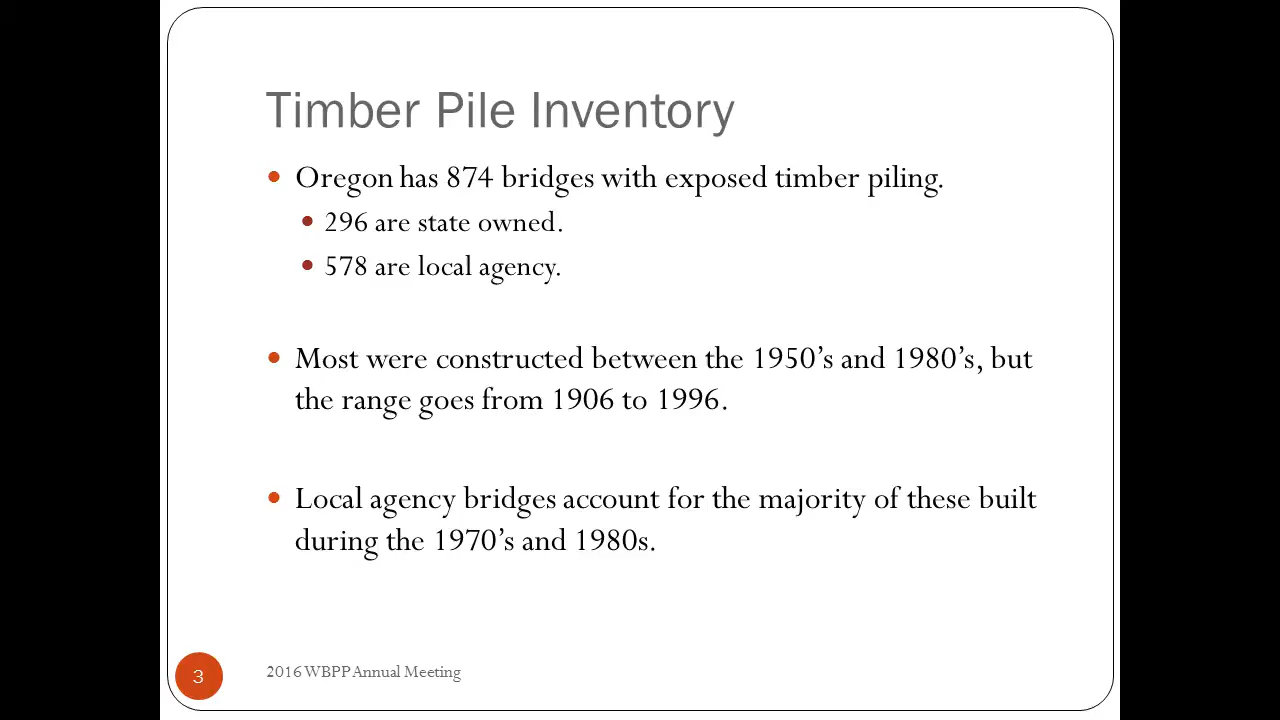 Timber Pile Inventory
Oregon has 874 bridges with exposed timber piling.
296 are state owned.
578 are local agency.
Most were constructed between the 1950’s and 1980’s, but
the range goes from 1906 to 1996.
Local agency bridges account for the majority of these built
during the 1970’s and 1980s.
3
2016 WBPP Annual Meeting